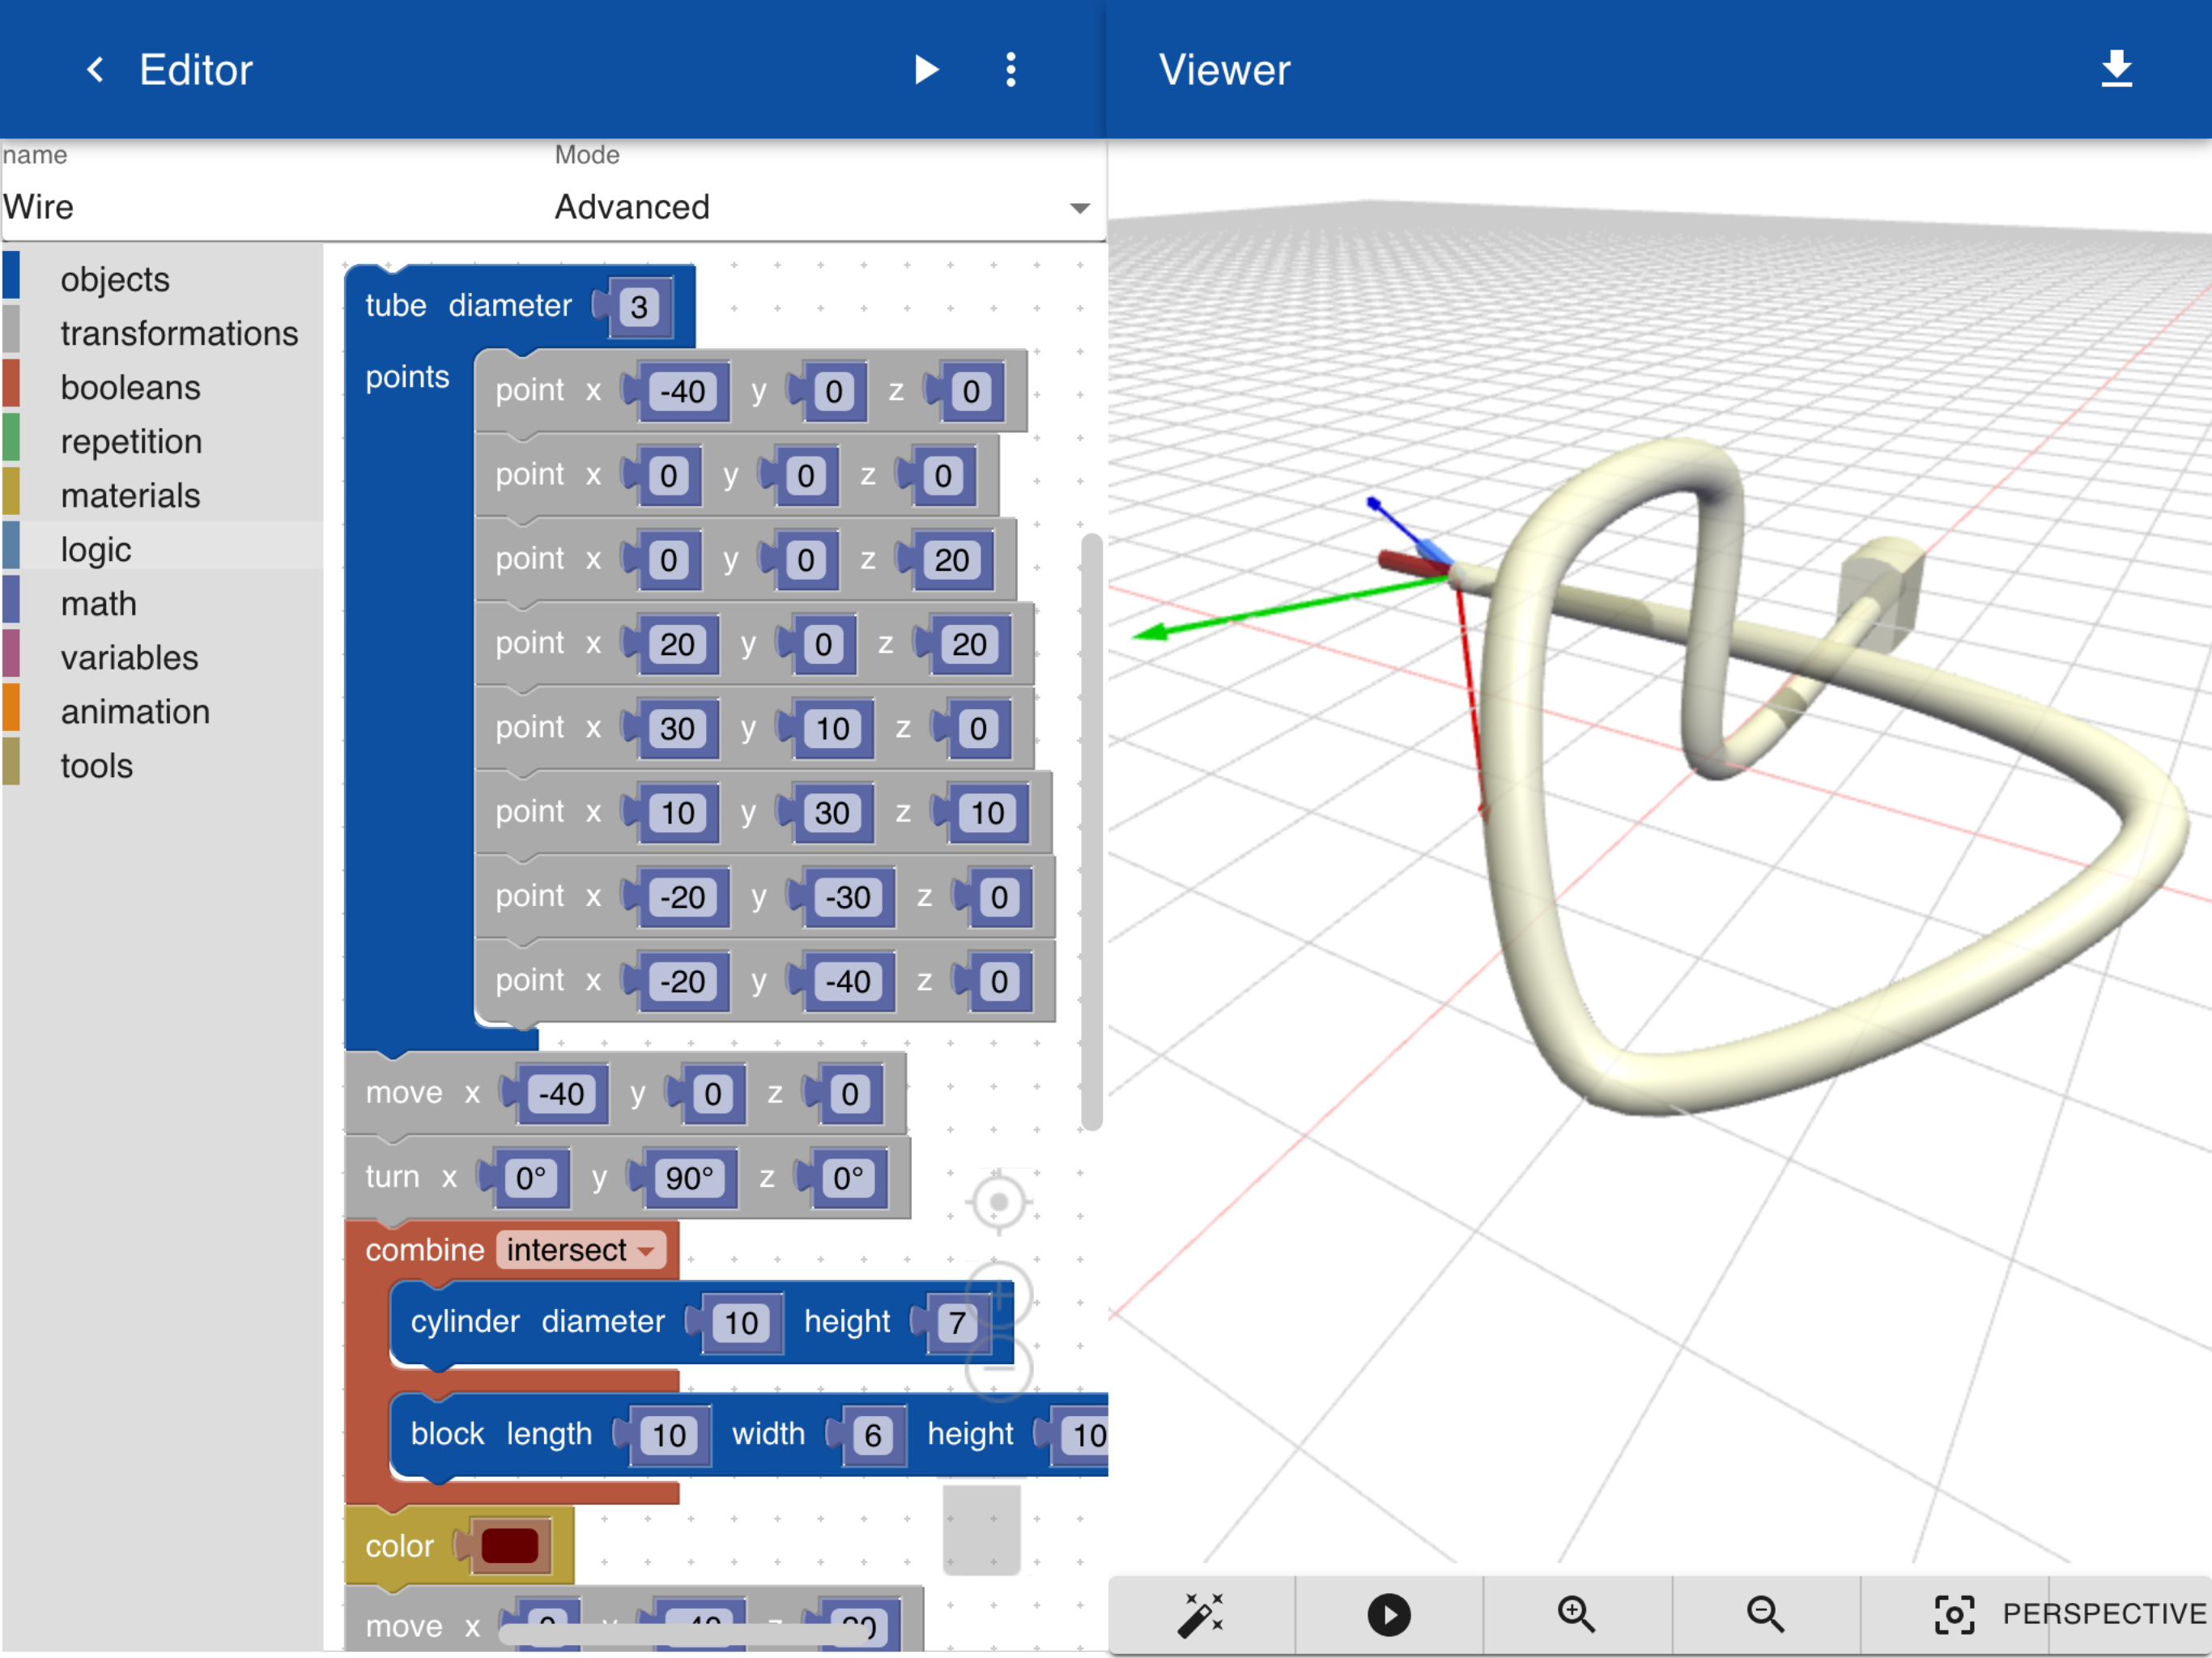 Editor
Viewer
name
Mode
Wire
Advanced
objects
transformations
booleans
repetition
materials
logic
math
variables
animation
tools
tube diameter 3
points
point x -40 y 0 z 0
point x 0 y 0 z 0
point x 0 y 0 z 20
point x 20 y 0 z 20
point x 30 y 10 z 0
point x 10 y 30 z 10
point x -20 y -30 z 0
point x -20 y -40 z 0
move x -40 y 0 z 0
turn x 0° y 90° z 0°
combine intersect
cylinder diameter 10 height 7
block length 10 width 6 height 10
color
move x y z
PERSPECTIVE